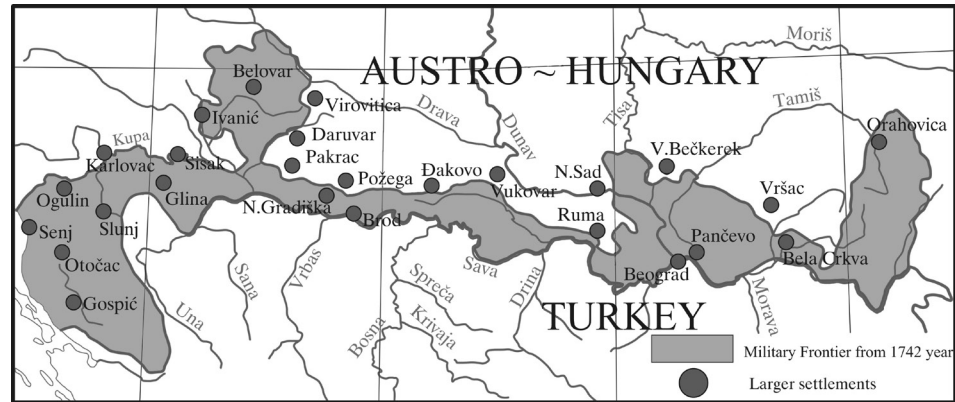 Moriš
Belovar
AUSTRO ~ HUNGARY
Virovitica
Drava
Ivanić
Dunav
Tisa
Tamiš
Daruvar
Orahovica
Kupa
Karlovac
Sisak
Pakrac
V.Bečkerek
Đakovo
N.Sad
Požega
Vukovar
Vršac
Ogulin
Glina
N.Gradiška
Brod
Ruma
Senj
Slunj
Pančevo
Otočac
Bela Crkva
Beograd
Sava
Sana
Vrbas
Spreča
Drina
Gospić
Una
Bosna
Krivaja
TURKEY
Morava
Military Frontier from 1742 year
Larger settlements